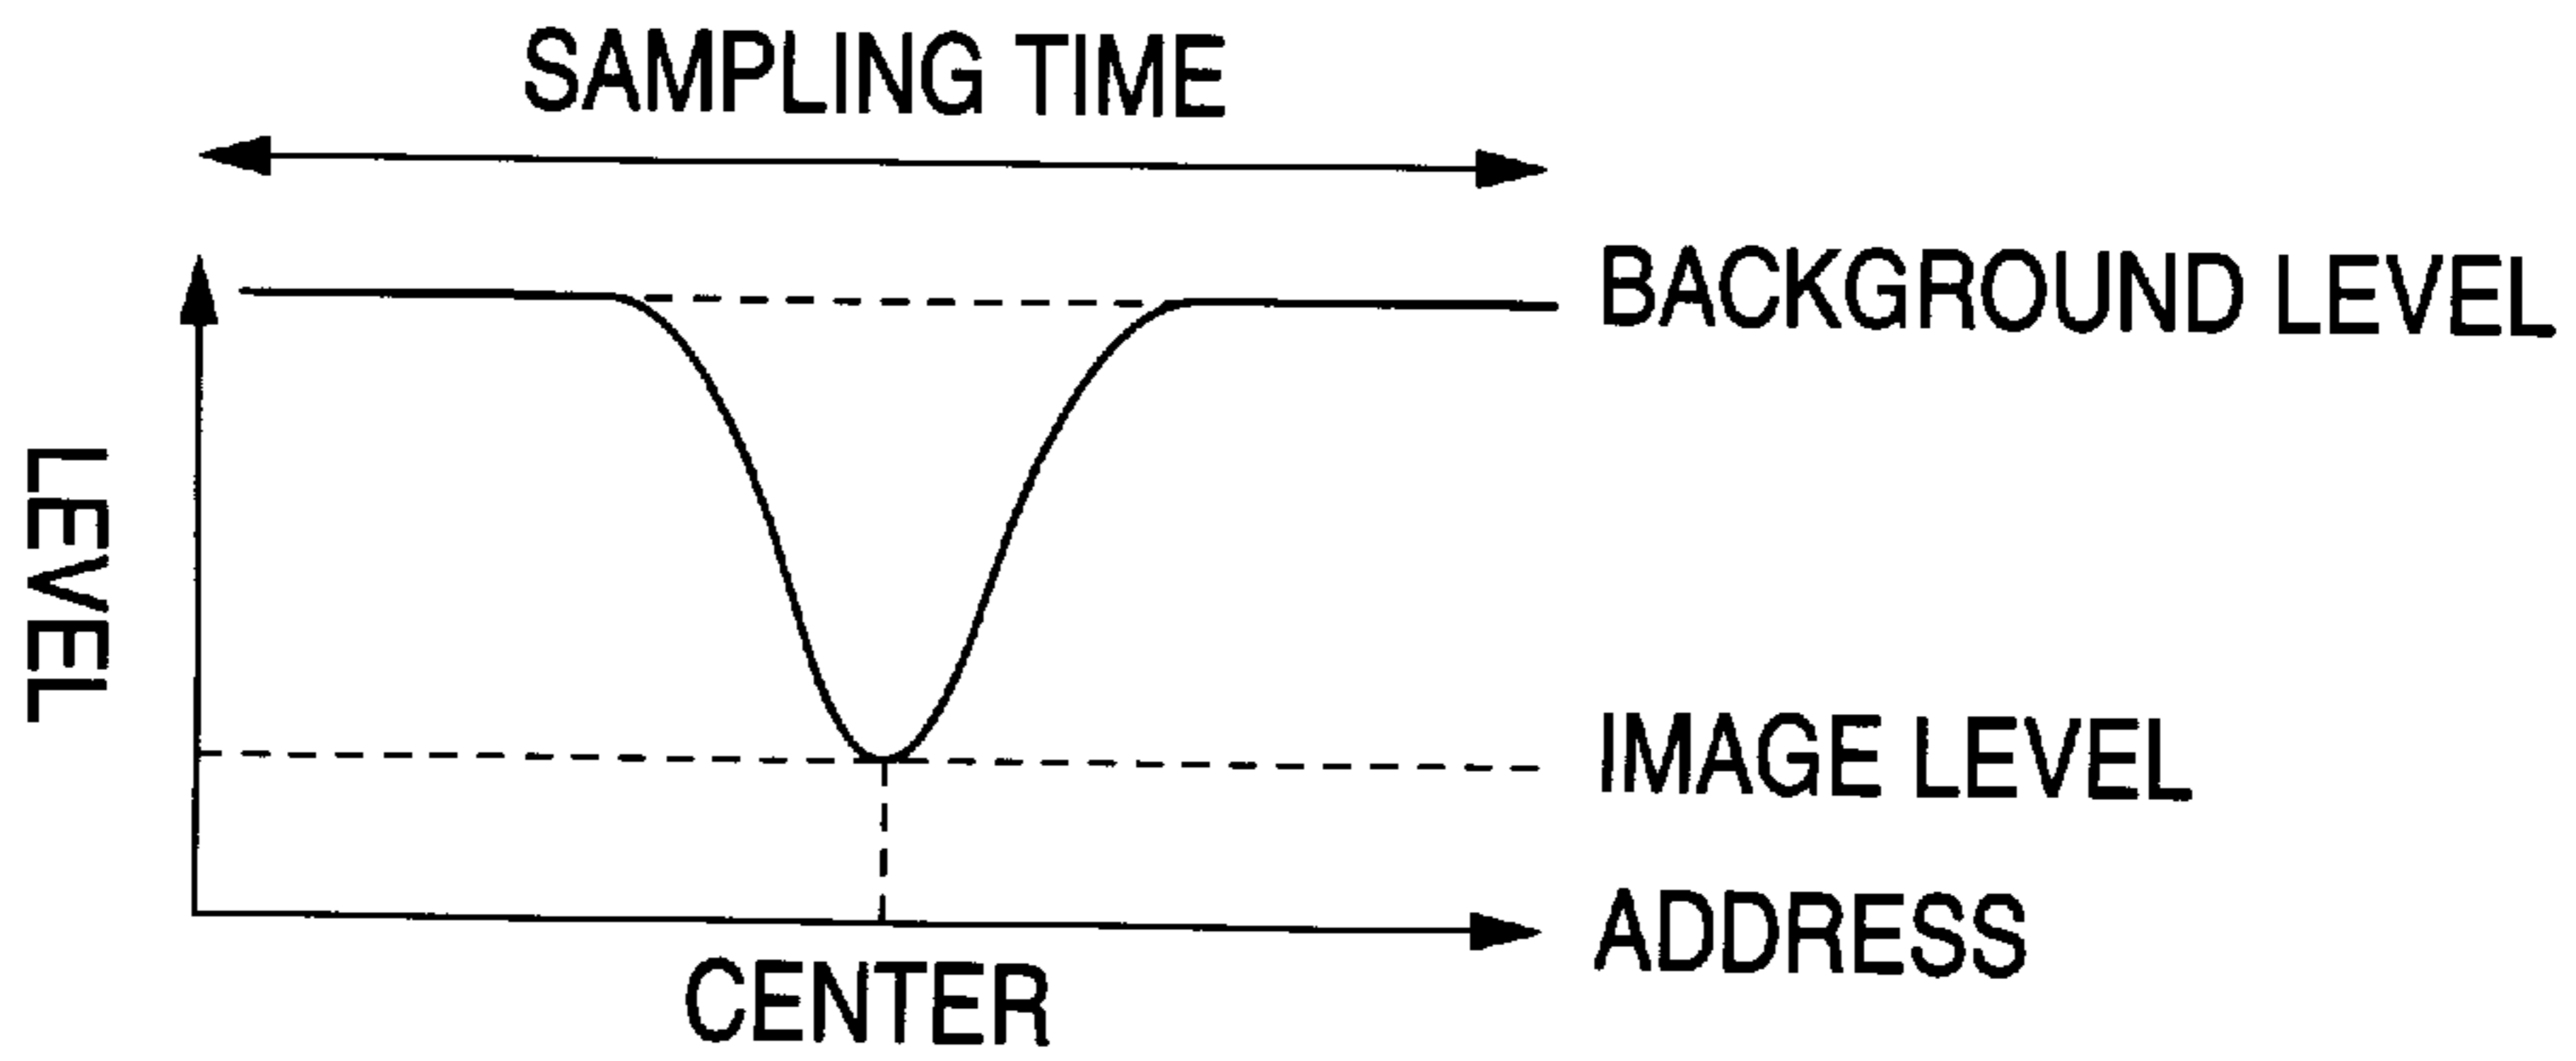 SAMPLING TIME
BACKGROUND LEVEL
LEVEL
IMAGE LEVEL
ADDRESS
CENTER